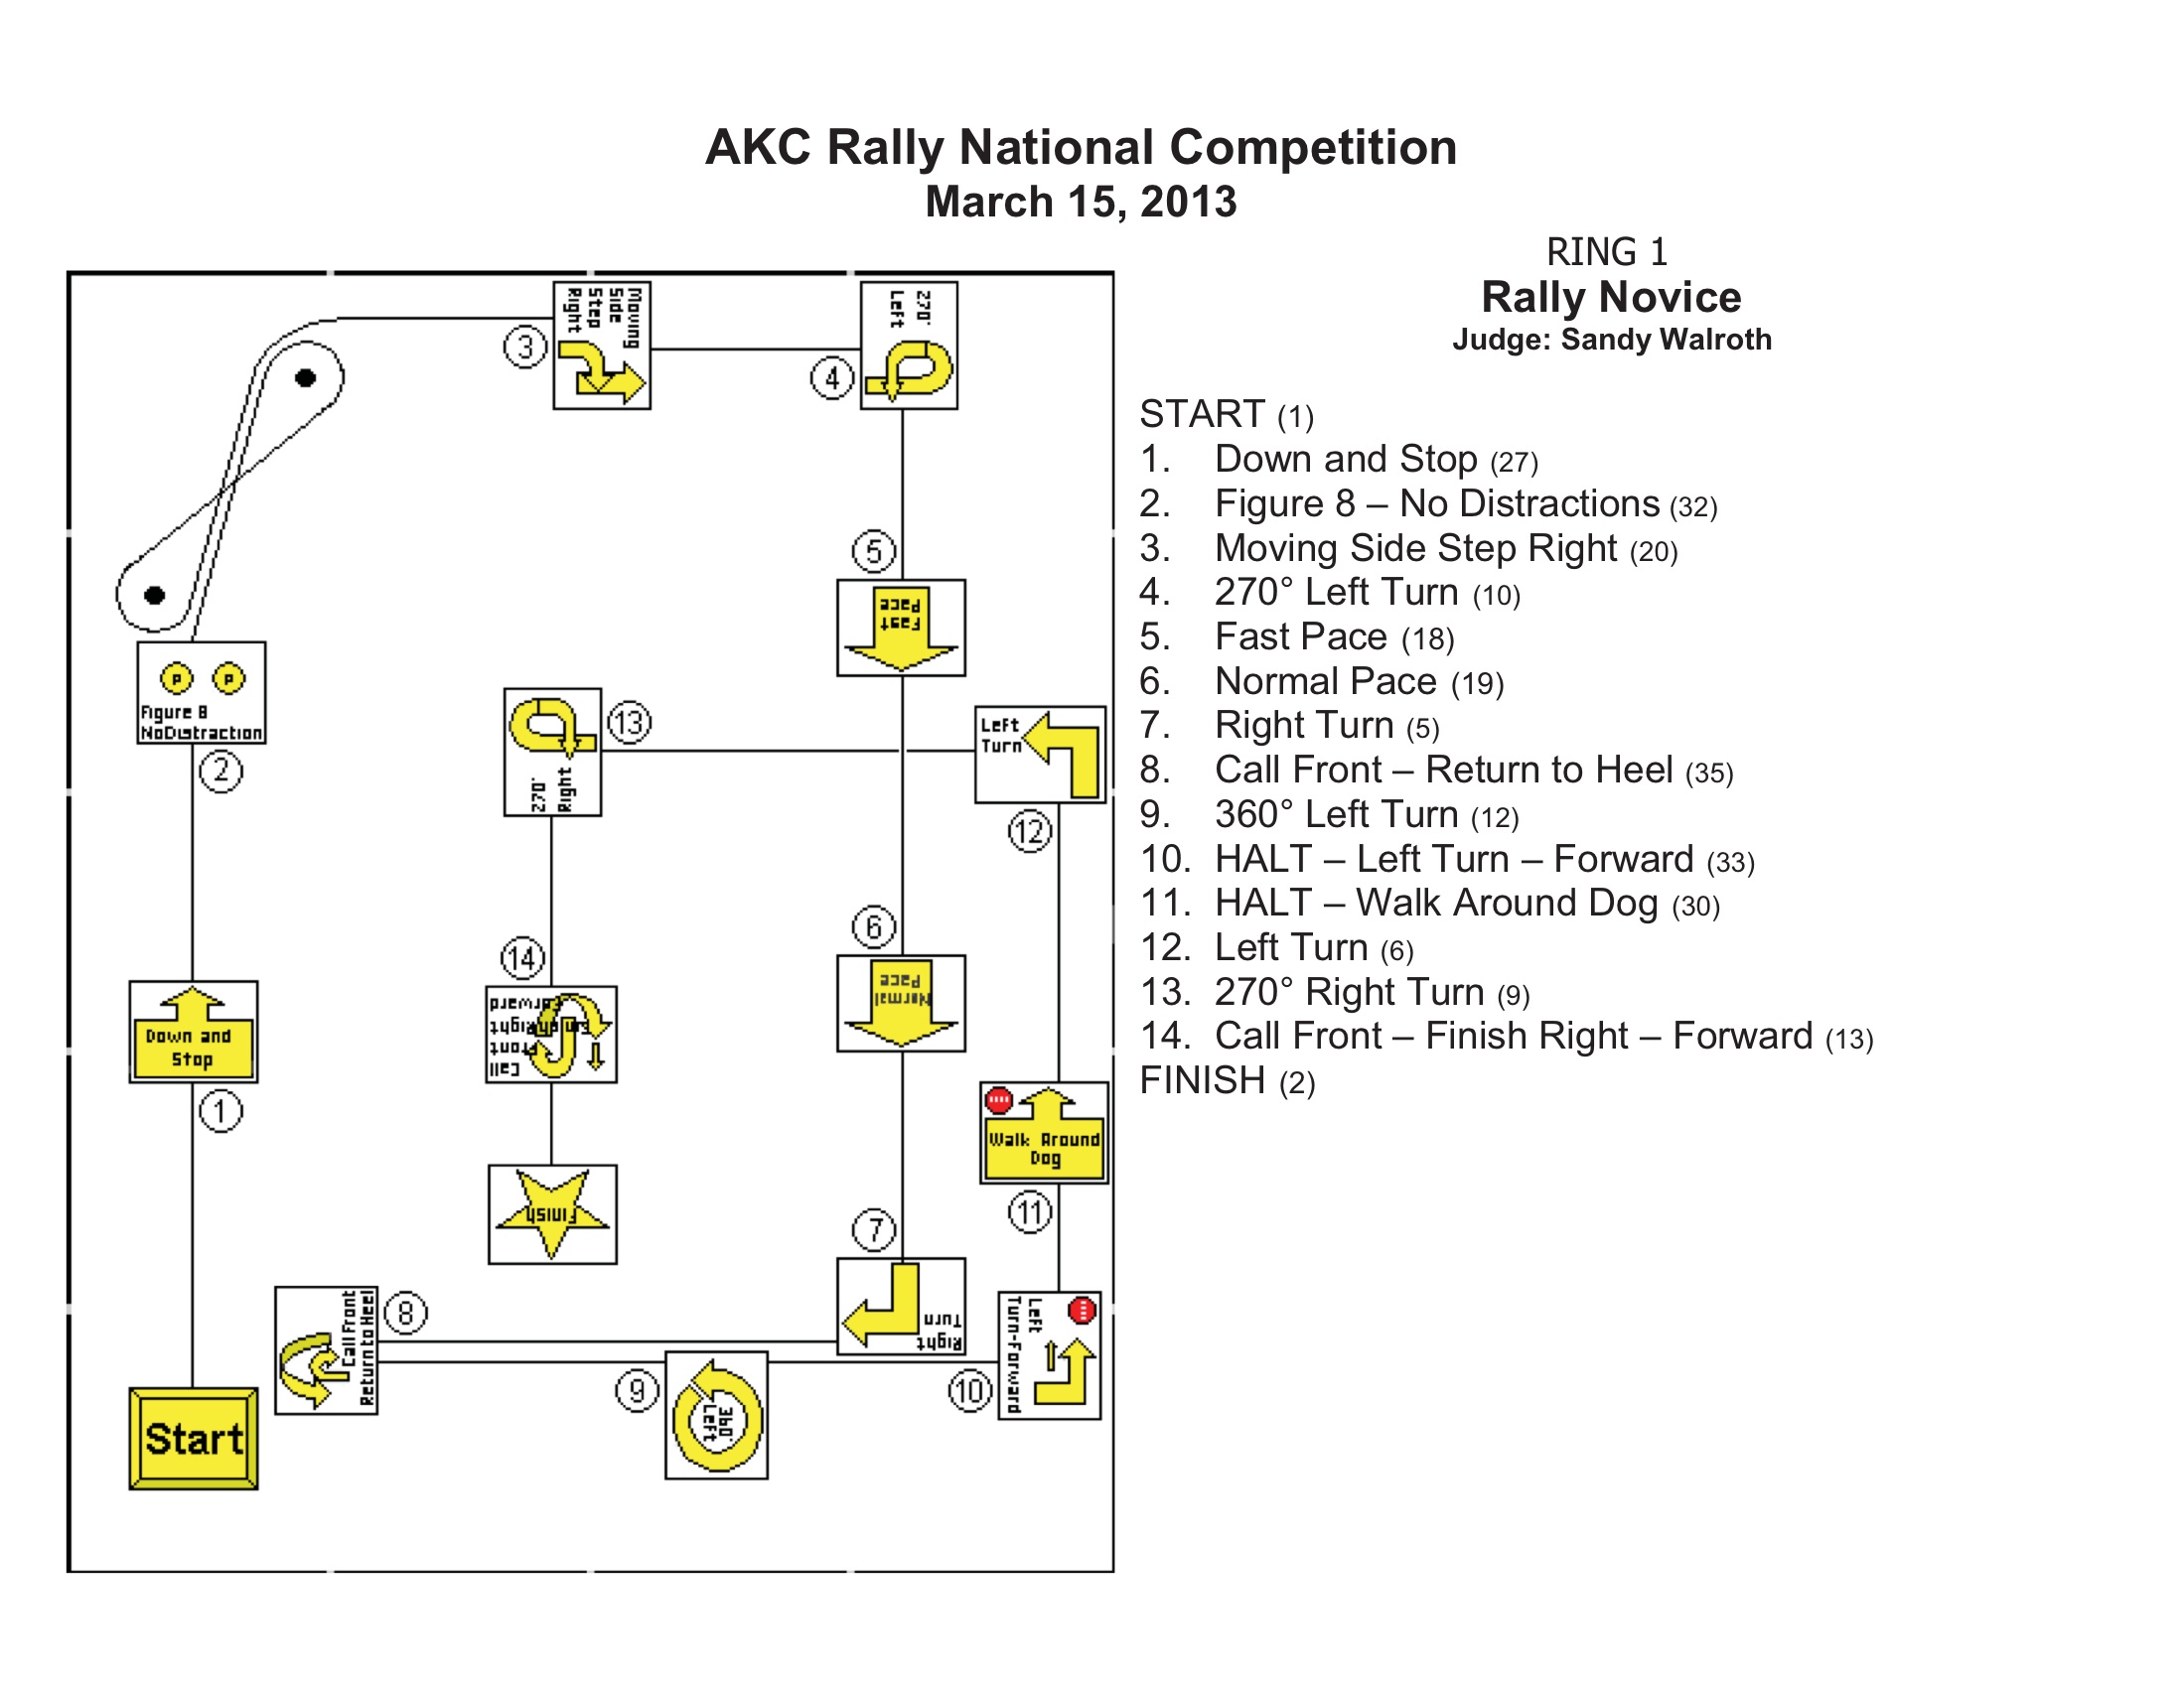 AKC Rally National Competition
March 15, 2013
RING 1
Rally Novice
Judge: Sandy Walroth
START (1)
1. Down and Stop (27)
2. Figure 8 – No Distractions (32)
3. Moving Side Step Right (20)
4. 270° Left Turn (10)
5. Fast Pace (18)
6. Normal Pace (19)
7. Right Turn (5)
8. Call Front – Return to Heel (35)
9. 360° Left Turn (12)
10. HALT – Left Turn – Forward (33)
11. HALT – Walk Around Dog (30)
12. Left Turn (6)
13. 270° Right Turn (9)
14. Call Front – Finish Right – Forward (13)
FINISH (2)
Moving
Side
Step
Right
3
270°
Left
4
5
Fast
Pace
P P
Figure 8
NoDistraction
2
270°
Right
13
Left
Turn
12
6
Normal
Pace
14
Call
Front
Finish Right
Forward
Down and
Stop
1
Walk Around
Dog
11
Finish
7
Right
Turn
Call Front
Return to Heel
8
Left
Turn-Forward
10
9
360°
Left
Start